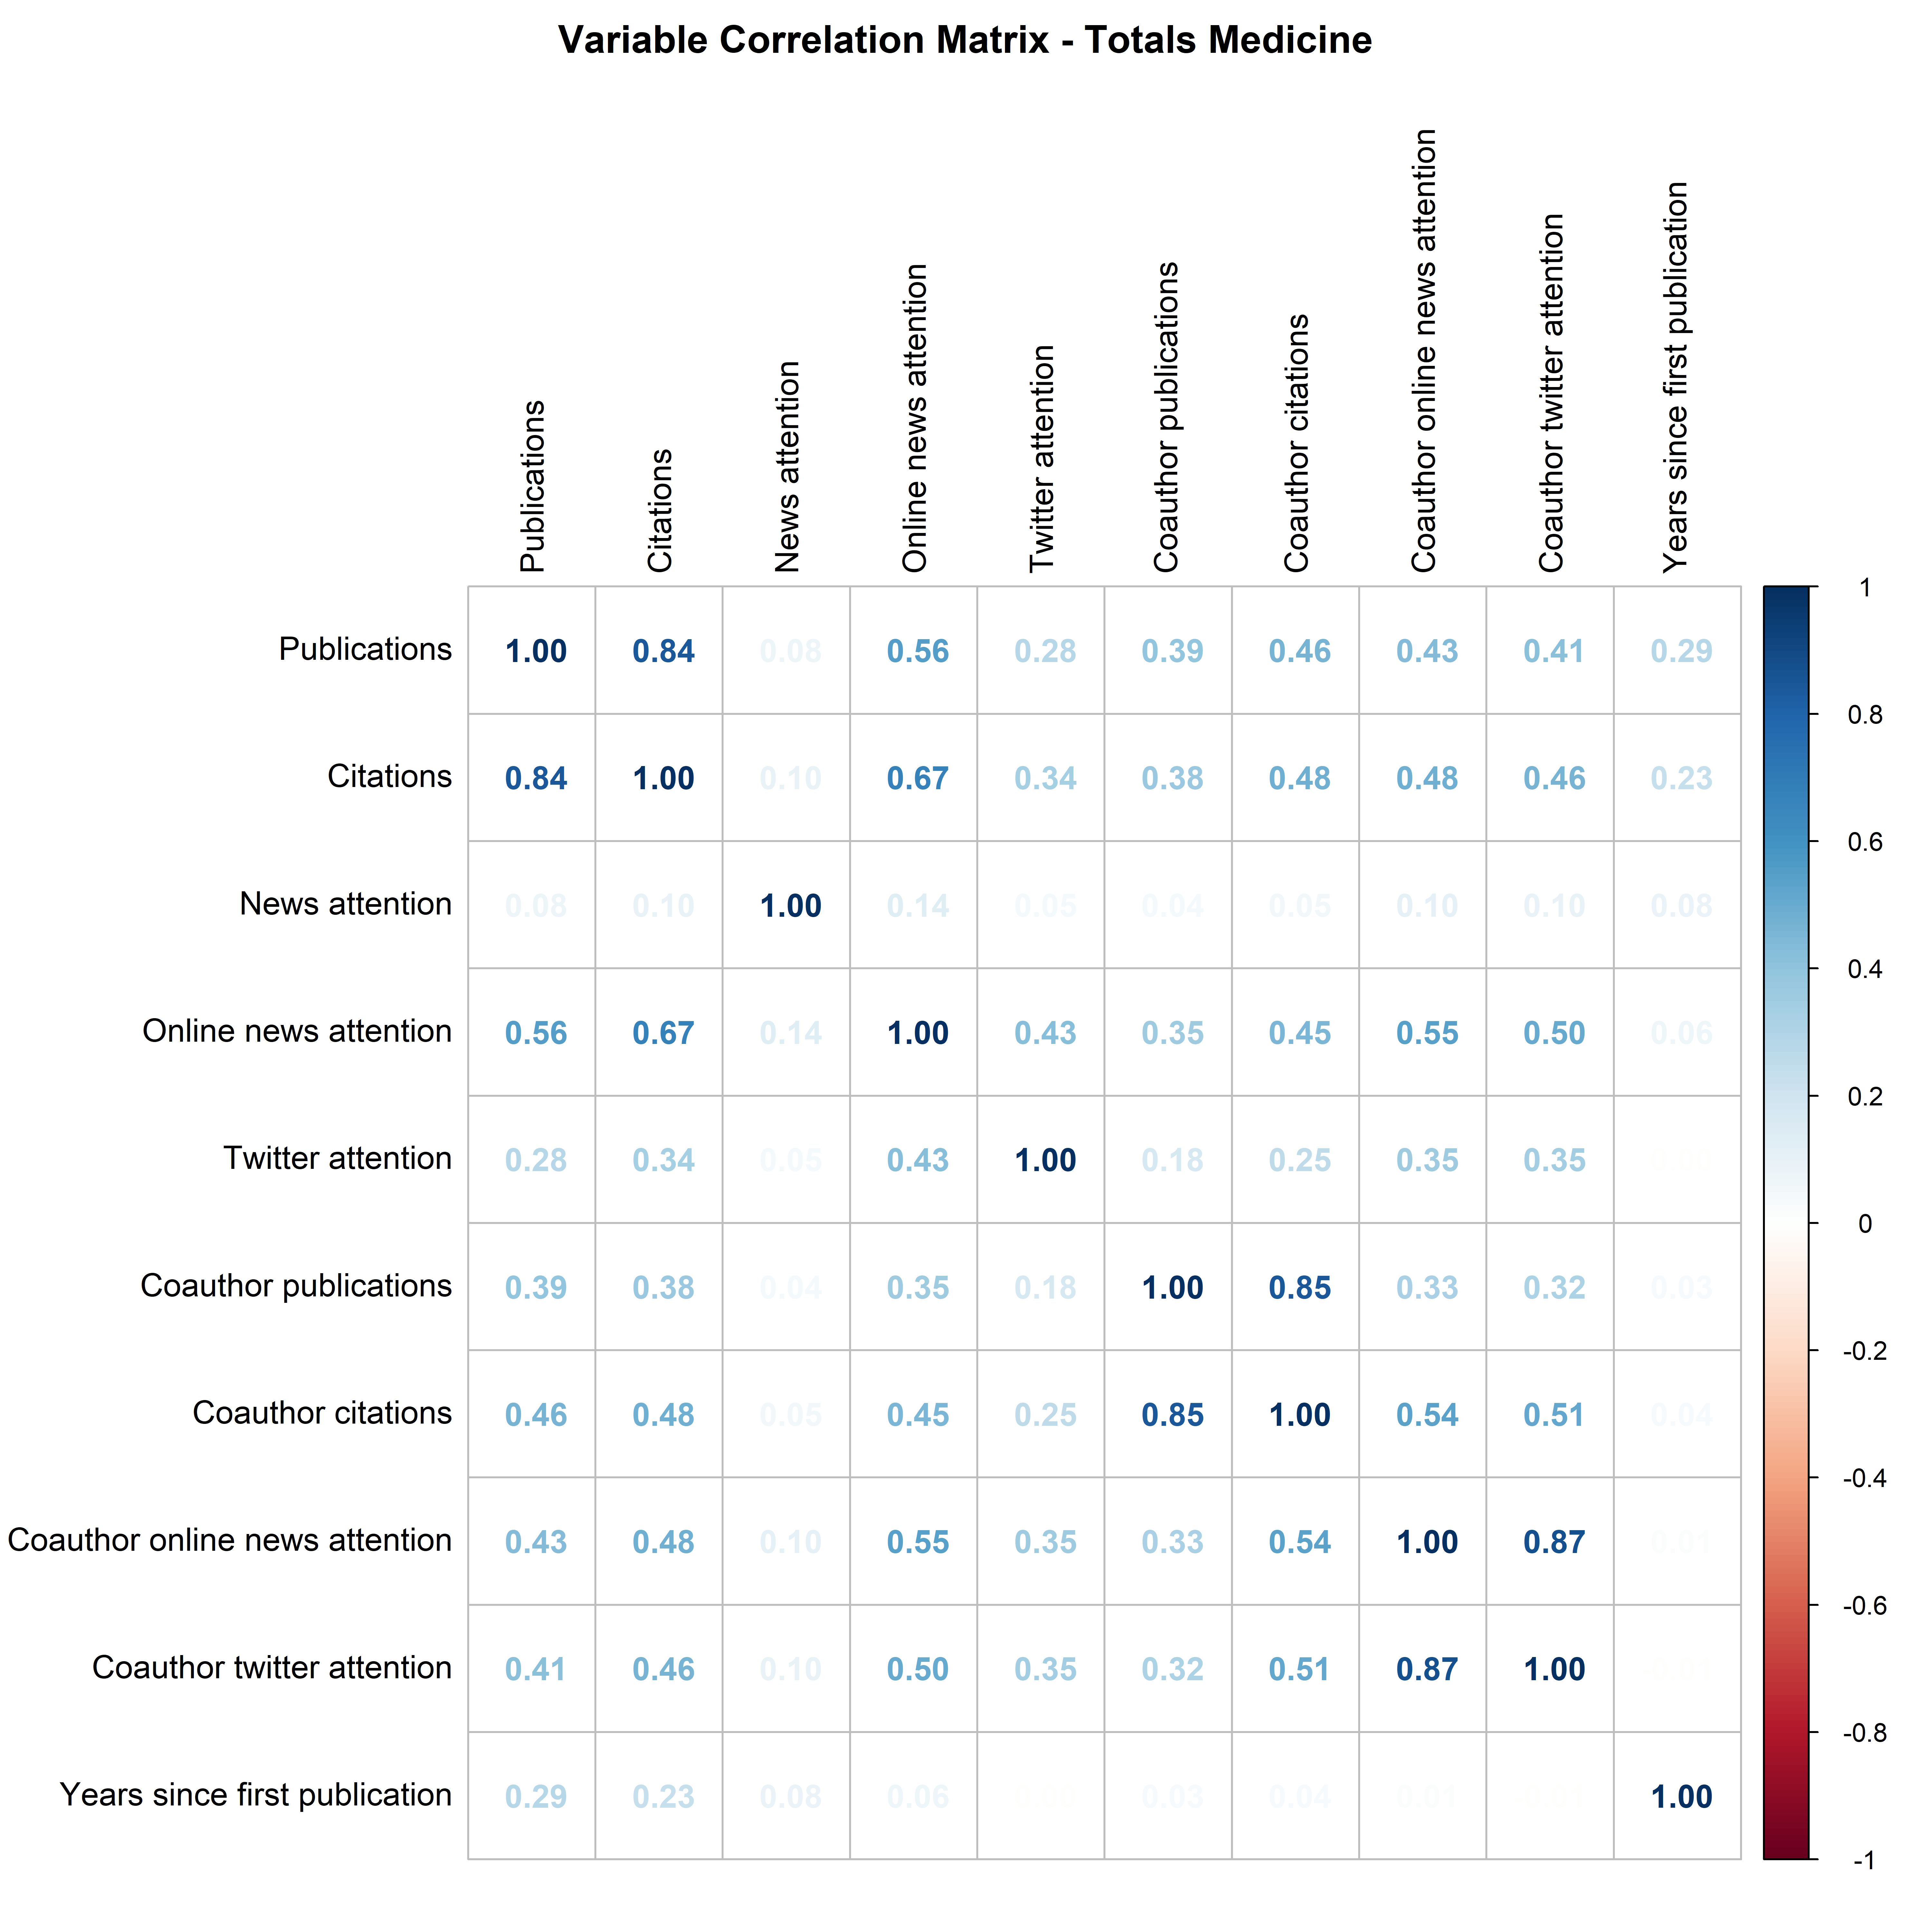 Variable Correlation Matrix - Totals Medicine
Publications
Citations
News attention
Online news attention
Twitter attention
Coauthor publications
Coauthor citations
Coauthor online news attention
Coauthor twitter attention
Years since first publication
Publications 1.00 0.84 0.08 0.56 0.28 0.39 0.46 0.43 0.41 0.29
Citations 0.84 1.00 0.10 0.67 0.34 0.38 0.48 0.48 0.46 0.23
News attention 0.08 0.10 1.00 0.14 0.05 0.04 0.05 0.10 0.10 0.08
Online news attention 0.56 0.67 0.14 1.00 0.43 0.35 0.45 0.55 0.50 0.06
Twitter attention 0.28 0.34 0.05 0.43 1.00 0.18 0.25 0.35 0.35
Coauthor publications 0.39 0.38 0.04 0.35 0.18 1.00 0.85 0.33 0.32 0.03
Coauthor citations 0.46 0.48 0.05 0.45 0.25 0.85 1.00 0.54 0.51 0.04
Coauthor online news attention 0.43 0.48 0.10 0.55 0.35 0.33 0.54 1.00 0.87 0.01
Coauthor twitter attention 0.41 0.46 0.10 0.50 0.35 0.32 0.51 0.87 1.00
Years since first publication 0.29 0.23 0.08 0.06 0.03 0.04 0.01 1.00
1
0.8
0.6
0.4
0.2
0
-0.2
-0.4
-0.6
-0.8
-1